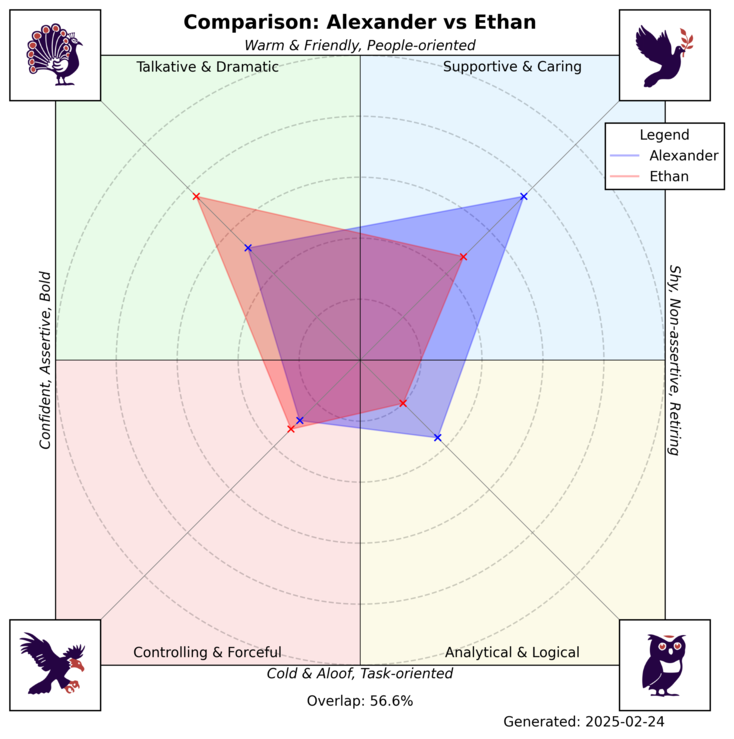 Comparison: Alexander vs Ethan
Warm & Friendly, People-oriented
Talkative & Dramatic
Supportive & Caring
Legend
Alexander
Ethan
Confident, Assertive, Bold
Shy, Non-assertive, Retiring
Controlling & Forceful
Analytical & Logical
Cold & Aloof, Task-oriented
Overlap: 56.6%
Generated: 2025-02-24